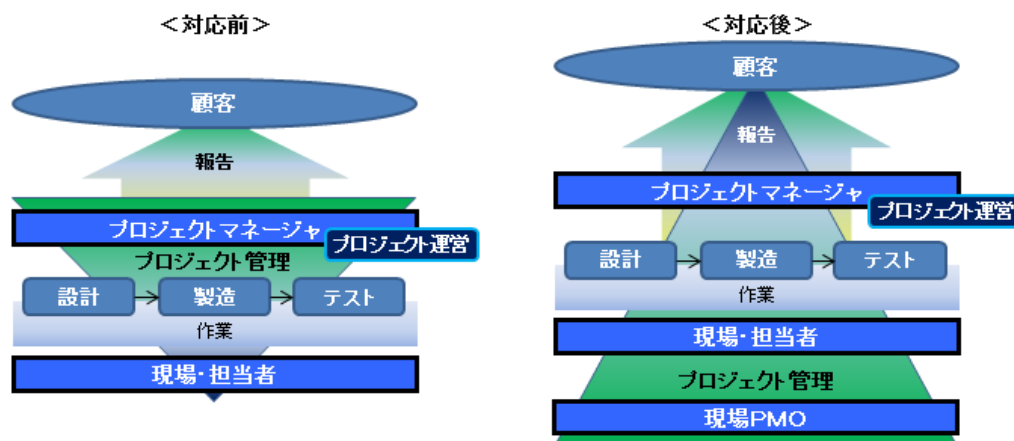 ＜対応前＞
顧客
報告
プロジェクトマネージャ
プロジェクト運営
プロジェクト管理
設計
製造
テスト
作業
現場・担当者
＜対応後＞
顧客
報告
プロジェクトマネージャ
プロジェクト運営
設計
製造
テスト
作業
現場・担当者
プロジェクト管理
現場PMO